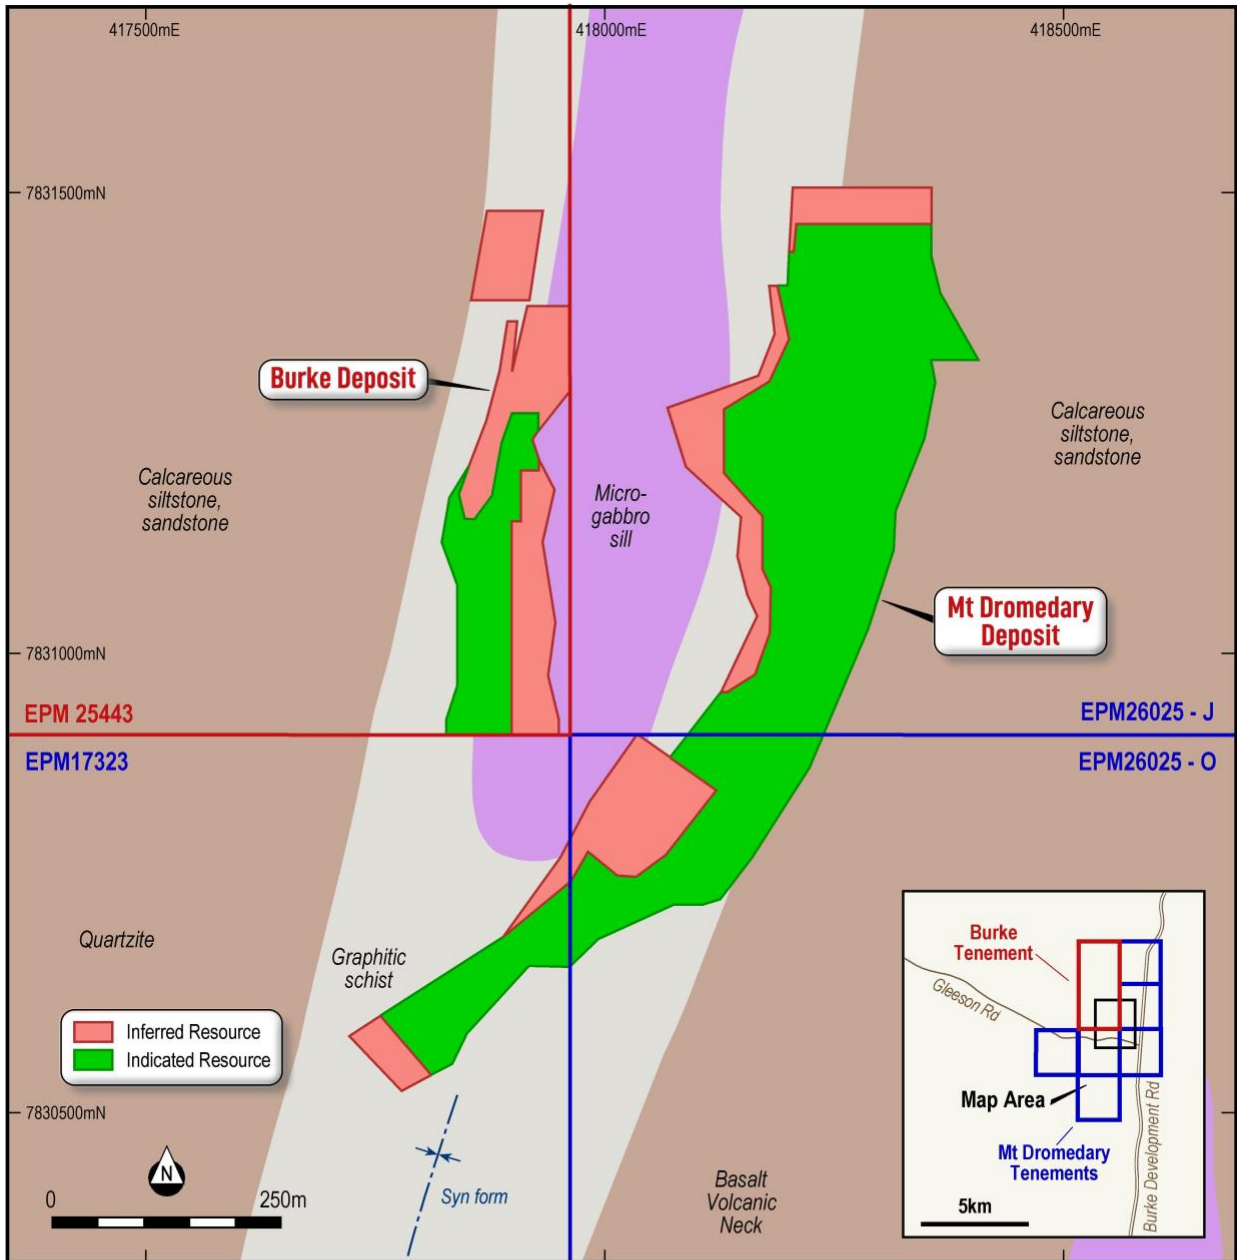 417500mE
418000mE
418500mE
7831500mN
Burke Deposit
Calcareous
siltstone,
sandstone
Calcareous
siltstone,
sandstone
Micro-
gabbro
sill
Mt Dromedary
Deposit
7831000mN
EPM 25443
EPM26025 - J
EPM17323
EPM26025 - O
Quartzite
Graphitic
schist
Inferred Resource
Indicated Resource
7830500mN
N
0
250m
Syn form
Basalt
Volcanic
Neck
Burke
Tenement
Gleeson Rd
Map Area
Mt Dromedary
Tenements
Burke Development Rd
5km